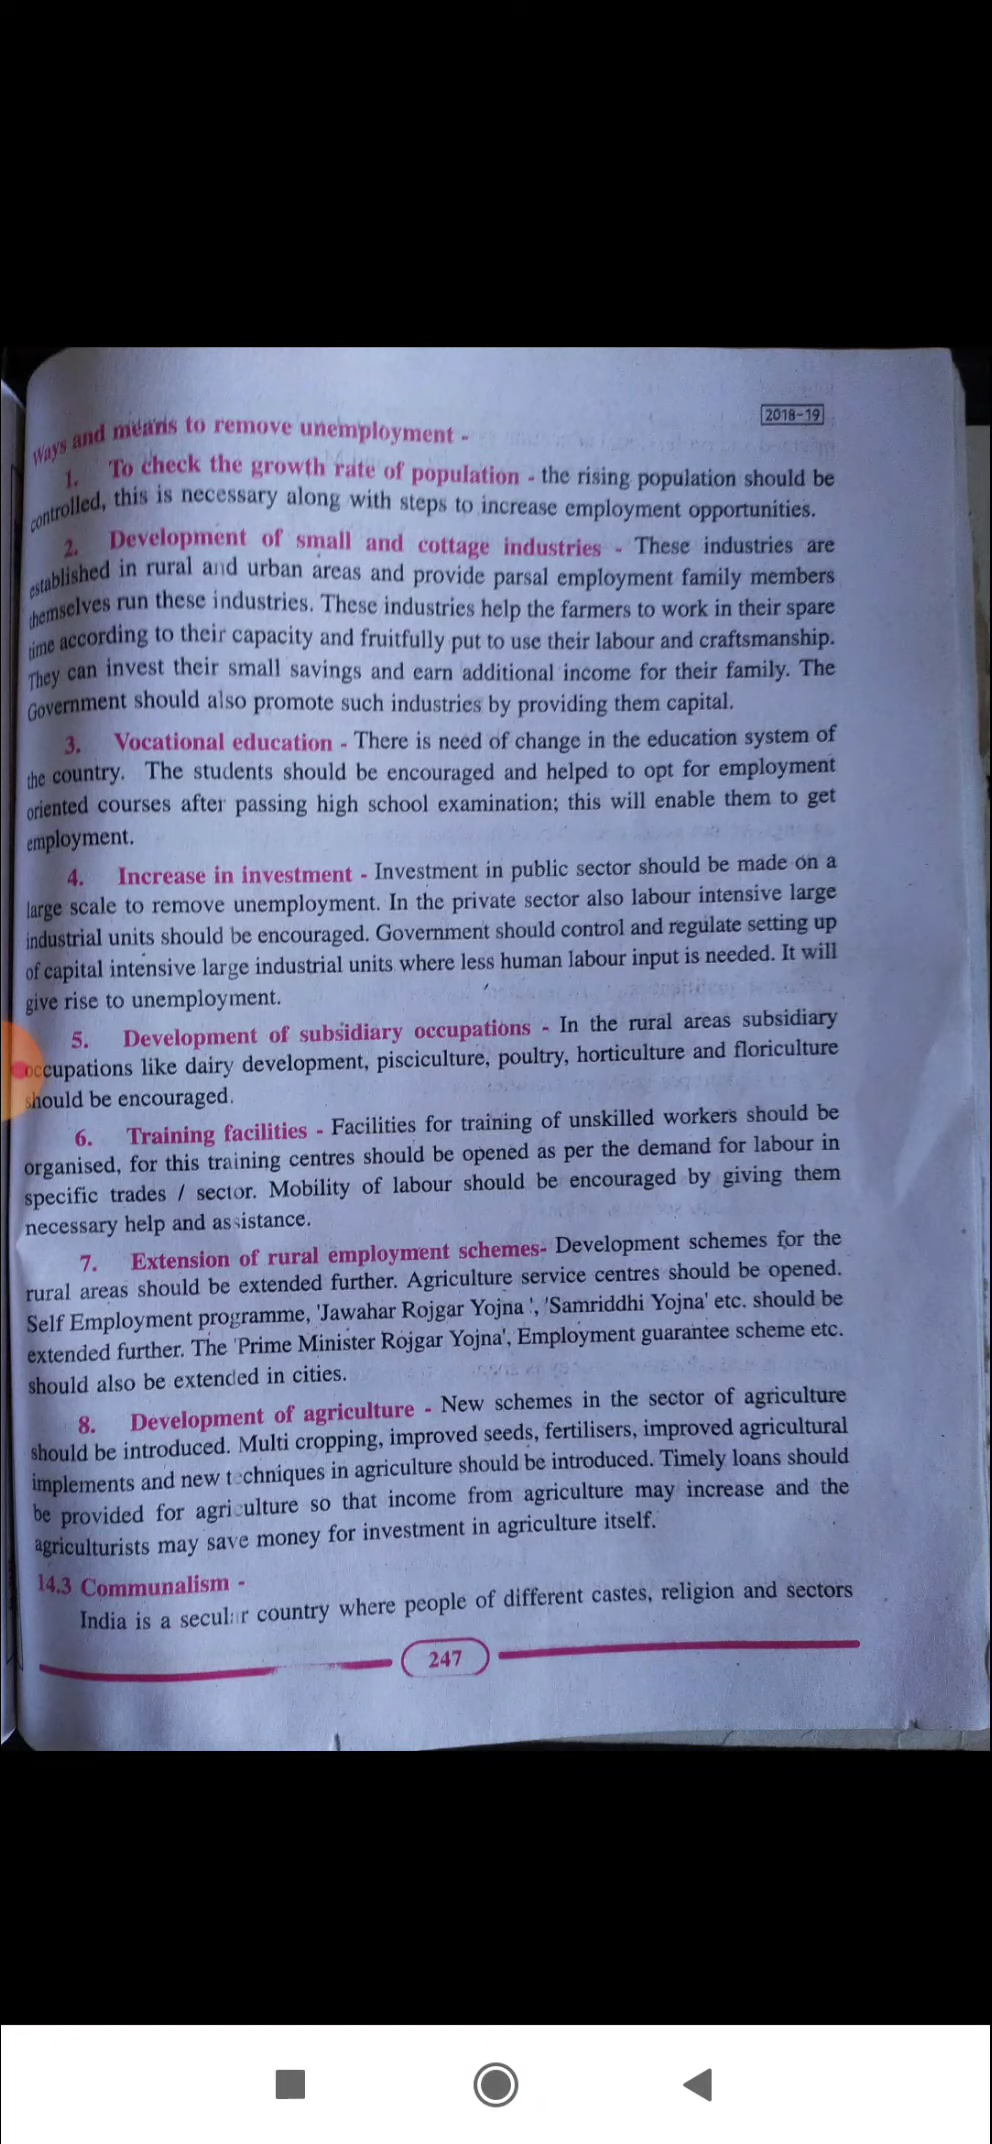 2018-19
Ways and means to remove unemployment -
1. To check the growth rate of population - the rising population should be
controlled, this is necessary along with steps to increase employment opportunities.
2. Development of small and cottage industries - These industries are
established in rural and urban areas and provide parsal employment family members
themselves run these industries. These industries help the farmers to work in their spare
time according to their capacity and fruitfully put to use their labour and craftsmanship.
They can invest their small savings and earn additional income for their family. The
Government should also promote such industries by providing them capital.
3. Vocational education - There is need of change in the education system of
the country. The students should be encouraged and helped to opt for employment
oriented courses after passing high school examination; this will enable them to get
employment.
4. Increase in investment - Investment in public sector should be made on a
large scale to remove unemployment. In the private sector also labour intensive large
industrial units should be encouraged. Government should control and regulate setting up
of capital intensive large industrial units where less human labour input is needed. It will
give rise to unemployment.
5. Development of subsidiary occupations - In the rural areas subsidiary
occupations like dairy development, pisciculture, poultry, horticulture and floriculture
should be encouraged.
6. Training facilities - Facilities for training of unskilled workers should be
organised, for this training centres should be opened as per the demand for labour in
specific trades / sector. Mobility of labour should be encouraged by giving them
necessary help and assistance.
7. Extension of rural employment schemes- Development schemes for the
rural areas should be extended further. Agriculture service centres should be opened.
Self Employment programme, 'Jawahar Rojgar Yojna', 'Samriddhi Yojna' etc. should be
extended further. The 'Prime Minister Rojgar Yojna', Employment guarantee scheme etc.
should also be extended in cities.
8. Development of agriculture - New schemes in the sector of agriculture
should be introduced. Multi cropping, improved seeds, fertilisers, improved agricultural
implements and new techniques in agriculture should be introduced. Timely loans should
be provided for agriculture so that income from agriculture may increase and the
agriculturists may save money for investment in agriculture itself.
14.3 Communalism -
India is a secular country where people of different castes, religion and sectors
247